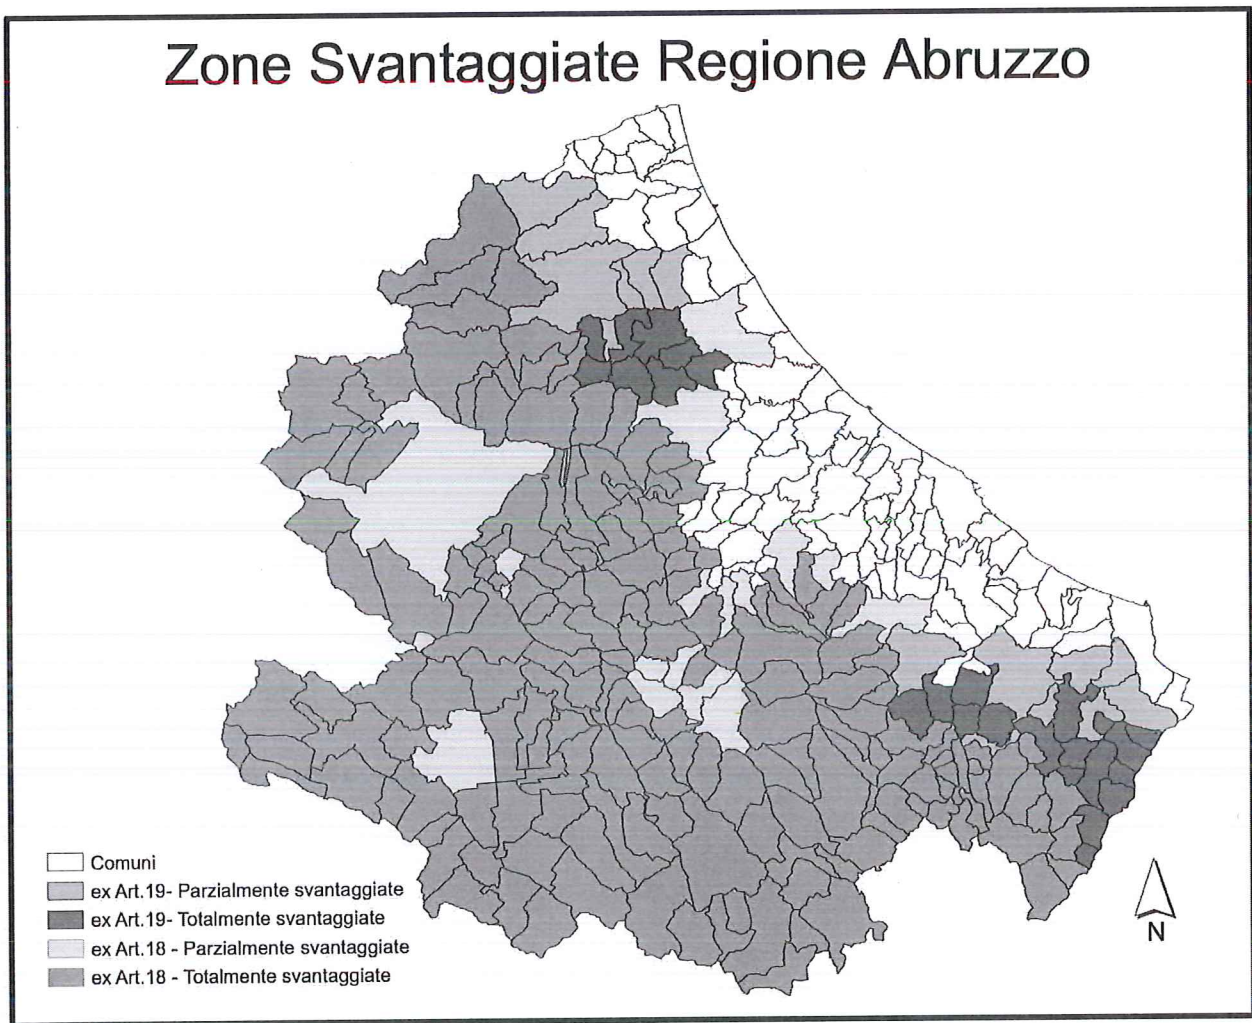 Zone Svantaggiate Regione Abruzzo
Comuni
ex Art.19- Parzialmente svantaggiate
ex Art.19- Totalmente svantaggiate
ex Art.18 - Parzialmente svantaggiate
ex Art.18 - Totalmente svantaggiate
N